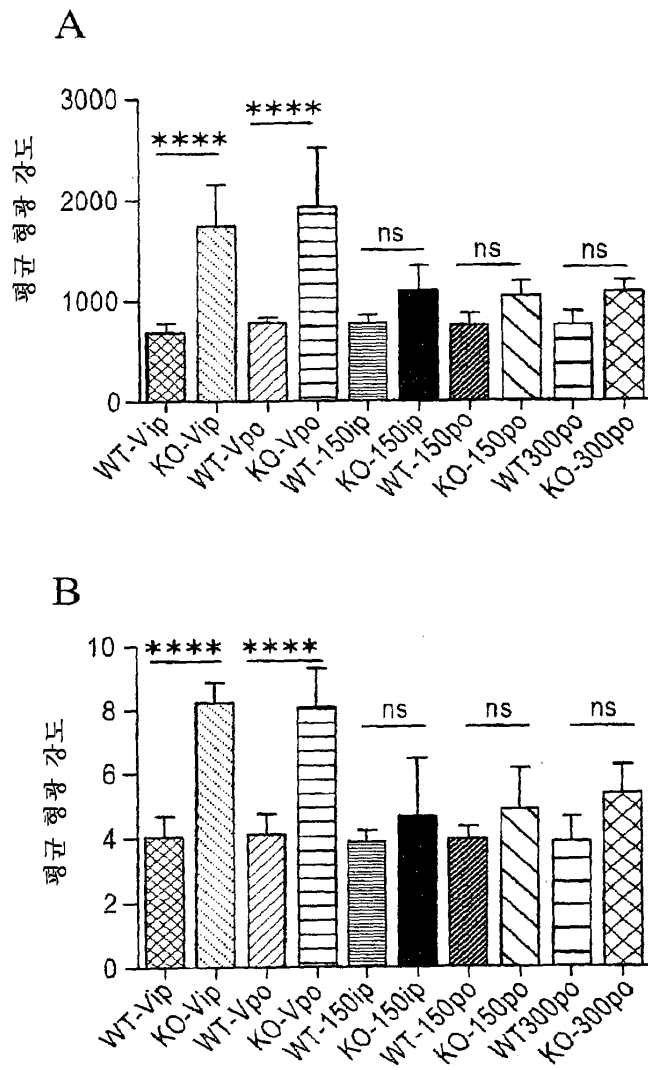 A
평균 형광 강도
3000
2000
1000
0
****
****
ns
ns
ns
WT-Vip
KO-Vip
WT-Vpo
KO-Vpo
WT-150ip
KO-150ip
WT-150po
KO-150po
WT300po
KO-300po
B
평균 형광 강도
10
8
6
4
2
0
****
****
ns
ns
ns
WT-Vip
KO-Vip
WT-Vpo
KO-Vpo
WT-150ip
KO-150ip
WT-150po
KO-150po
WT300po
KO-300po